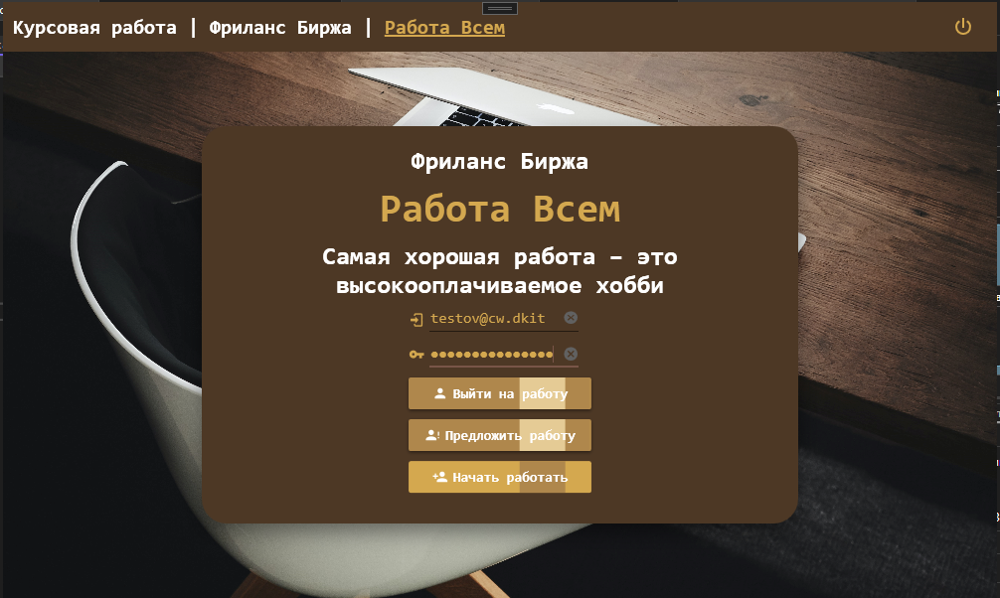 Курсовая работа | Фриланс Биржа | Работа Всем
Фриланс Биржа
Работа Всем
Самая хорошая работа – это
высокооплачиваемое хобби
testov@cw.dkit
●●●●●●●●●●●●●●●
Выйти на работу
Предложить работу
Начать работать